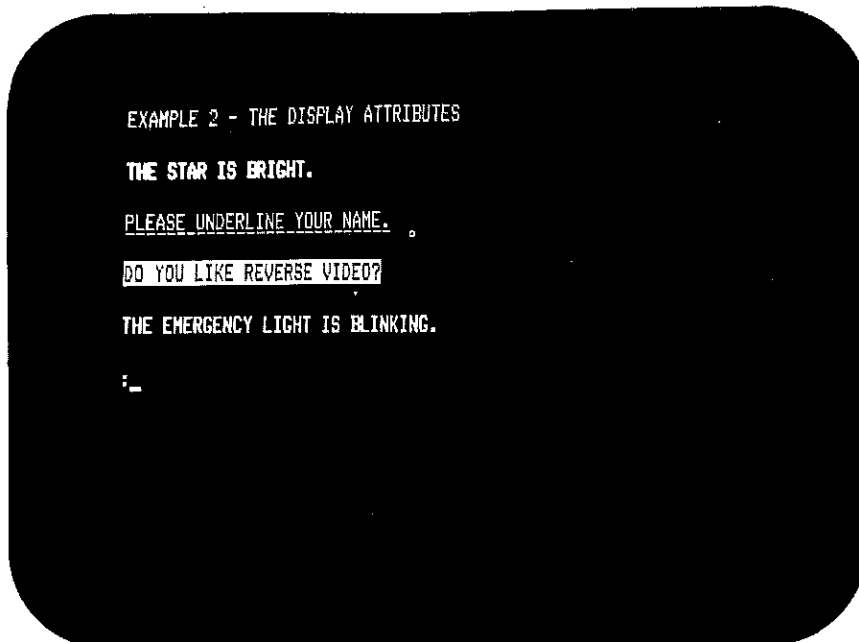 EXAMPLE 2 - THE DISPLAY ATTRIBUTES
THE STAR IS BRIGHT.
PLEASE UNDERLINE YOUR NAME.
DO YOU LIKE REVERSE VIDEO?
THE EMERGENCY LIGHT IS BLINKING.
:_